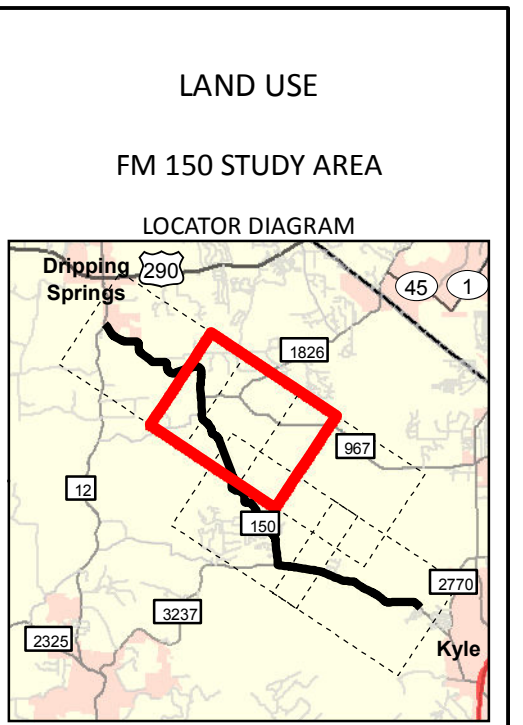 LAND USE
FM 150 STUDY AREA
LOCATOR DIAGRAM
Dripping
Springs
290
45
1
1826
967
12
150
2770
3237
2325
Kyle